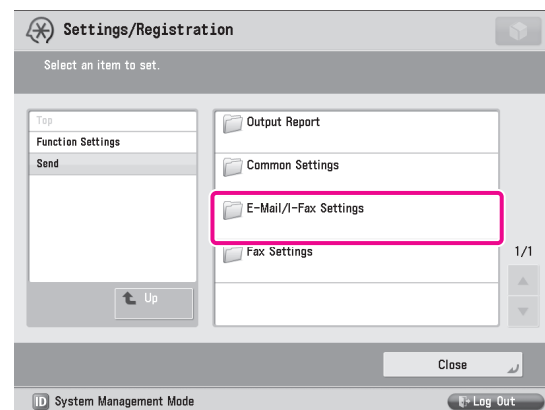 Settings/Registration
Select an item to set.
Top
Function Settings
Send
Up
Output Report
Common Settings
E-Mail/I-Fax Settings
Fax Settings
1/1
Close
ID System Management Mode
Log Out